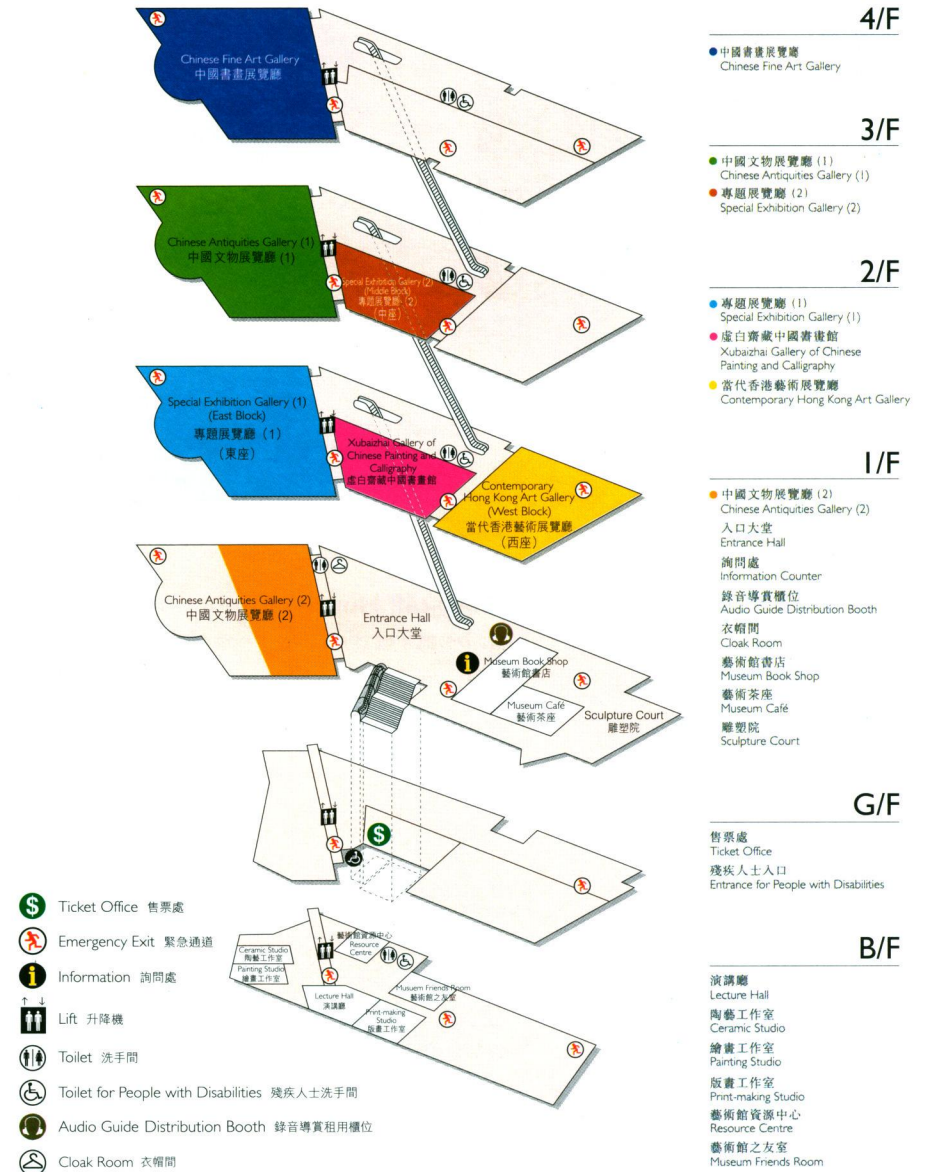 Chinese Fine Art Gallery
中國書畫展覽廳
Chinese Antiquities Gallery (1)
中國文物展覽廳 (1)
Special Exhibition Gallery (2)
(Middle Block)
專題展覽廳 (2)
(中座)
Special Exhibition Gallery (1)
(East Block)
專題展覽廳 (1)
(東座)
Xubaizhai Gallery of
Chinese Painting and
Calligraphy
虛白齋藏中國書畫館
Contemporary
Hong Kong Art Gallery
(West Block)
當代香港藝術展覽廳
(西座)
Chinese Antiquities Gallery (2)
中國文物展覽廳 (2)
Entrance Hall
入口大堂
i
Museum Book Shop
藝術館書店
Museum Café
藝術茶座
Sculpture Court
雕塑院
$
藝術館資源中心
Resource
Centre
Ceramic Studio
陶藝工作室
Painting Studio
繪畫工作室
Lecture Hall
演講廳
Print-making
Studio
版畫工作室
Musuem Friends Room
藝術館之友室
$ Ticket Office 售票處
Emergency Exit 緊急通道
i Information 詢問處
Lift 升降機
Toilet 洗手間
Toilet for People with Disabilities 殘疾人士洗手間
Audio Guide Distribution Booth 錄音導賞租用櫃位
Cloak Room 衣帽間
4/F
中國書畫展覽廳
Chinese Fine Art Gallery
3/F
中國文物展覽廳 (1)
Chinese Antiquities Gallery (1)
專題展覽廳 (2)
Special Exhibition Gallery (2)
2/F
專題展覽廳 (1)
Special Exhibition Gallery (1)
虛白齋藏中國書畫館
Xubaizhai Gallery of Chinese
Painting and Calligraphy
當代香港藝術展覽廳
Contemporary Hong Kong Art Gallery
1/F
中國文物展覽廳 (2)
Chinese Antiquities Gallery (2)
入口大堂
Entrance Hall
詢問處
Information Counter
錄音導賞櫃位
Audio Guide Distribution Booth
衣帽間
Cloak Room
藝術館書店
Museum Book Shop
藝術茶座
Museum Café
雕塑院
Sculpture Court
G/F
售票處
Ticket Office
殘疾人士入口
Entrance for People with Disabilities
B/F
演講廳
Lecture Hall
陶藝工作室
Ceramic Studio
繪畫工作室
Painting Studio
版畫工作室
Print-making Studio
藝術館資源中心
Resource Centre
藝術館之友室
Museum Friends Room